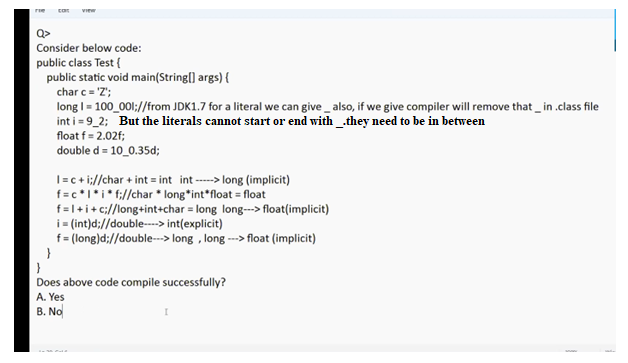 File Edit View
Q>
Consider below code:
public class Test {
public static void main(String[] args) {
char c = 'Z';
long l = 100_00l;//from JDK1.7 for a literal we can give _ also, if we give compiler will remove that _ in .class file
int i = 9_2; But the literals cannot start or end with _.they need to be in between
float f = 2.02f;
double d = 10_0.35d;
l = c + i;//char + int = int int -----> long (implicit)
f = c * l * i * f;//char * long*int*float = float
f = l + i + c;//long+int+char = long long---> float(implicit)
i = (int)d;//double----> int(explicit)
f = (long)d;//double---> long , long ---> float (implicit)
}
}
Does above code compile successfully?
A. Yes
B. No